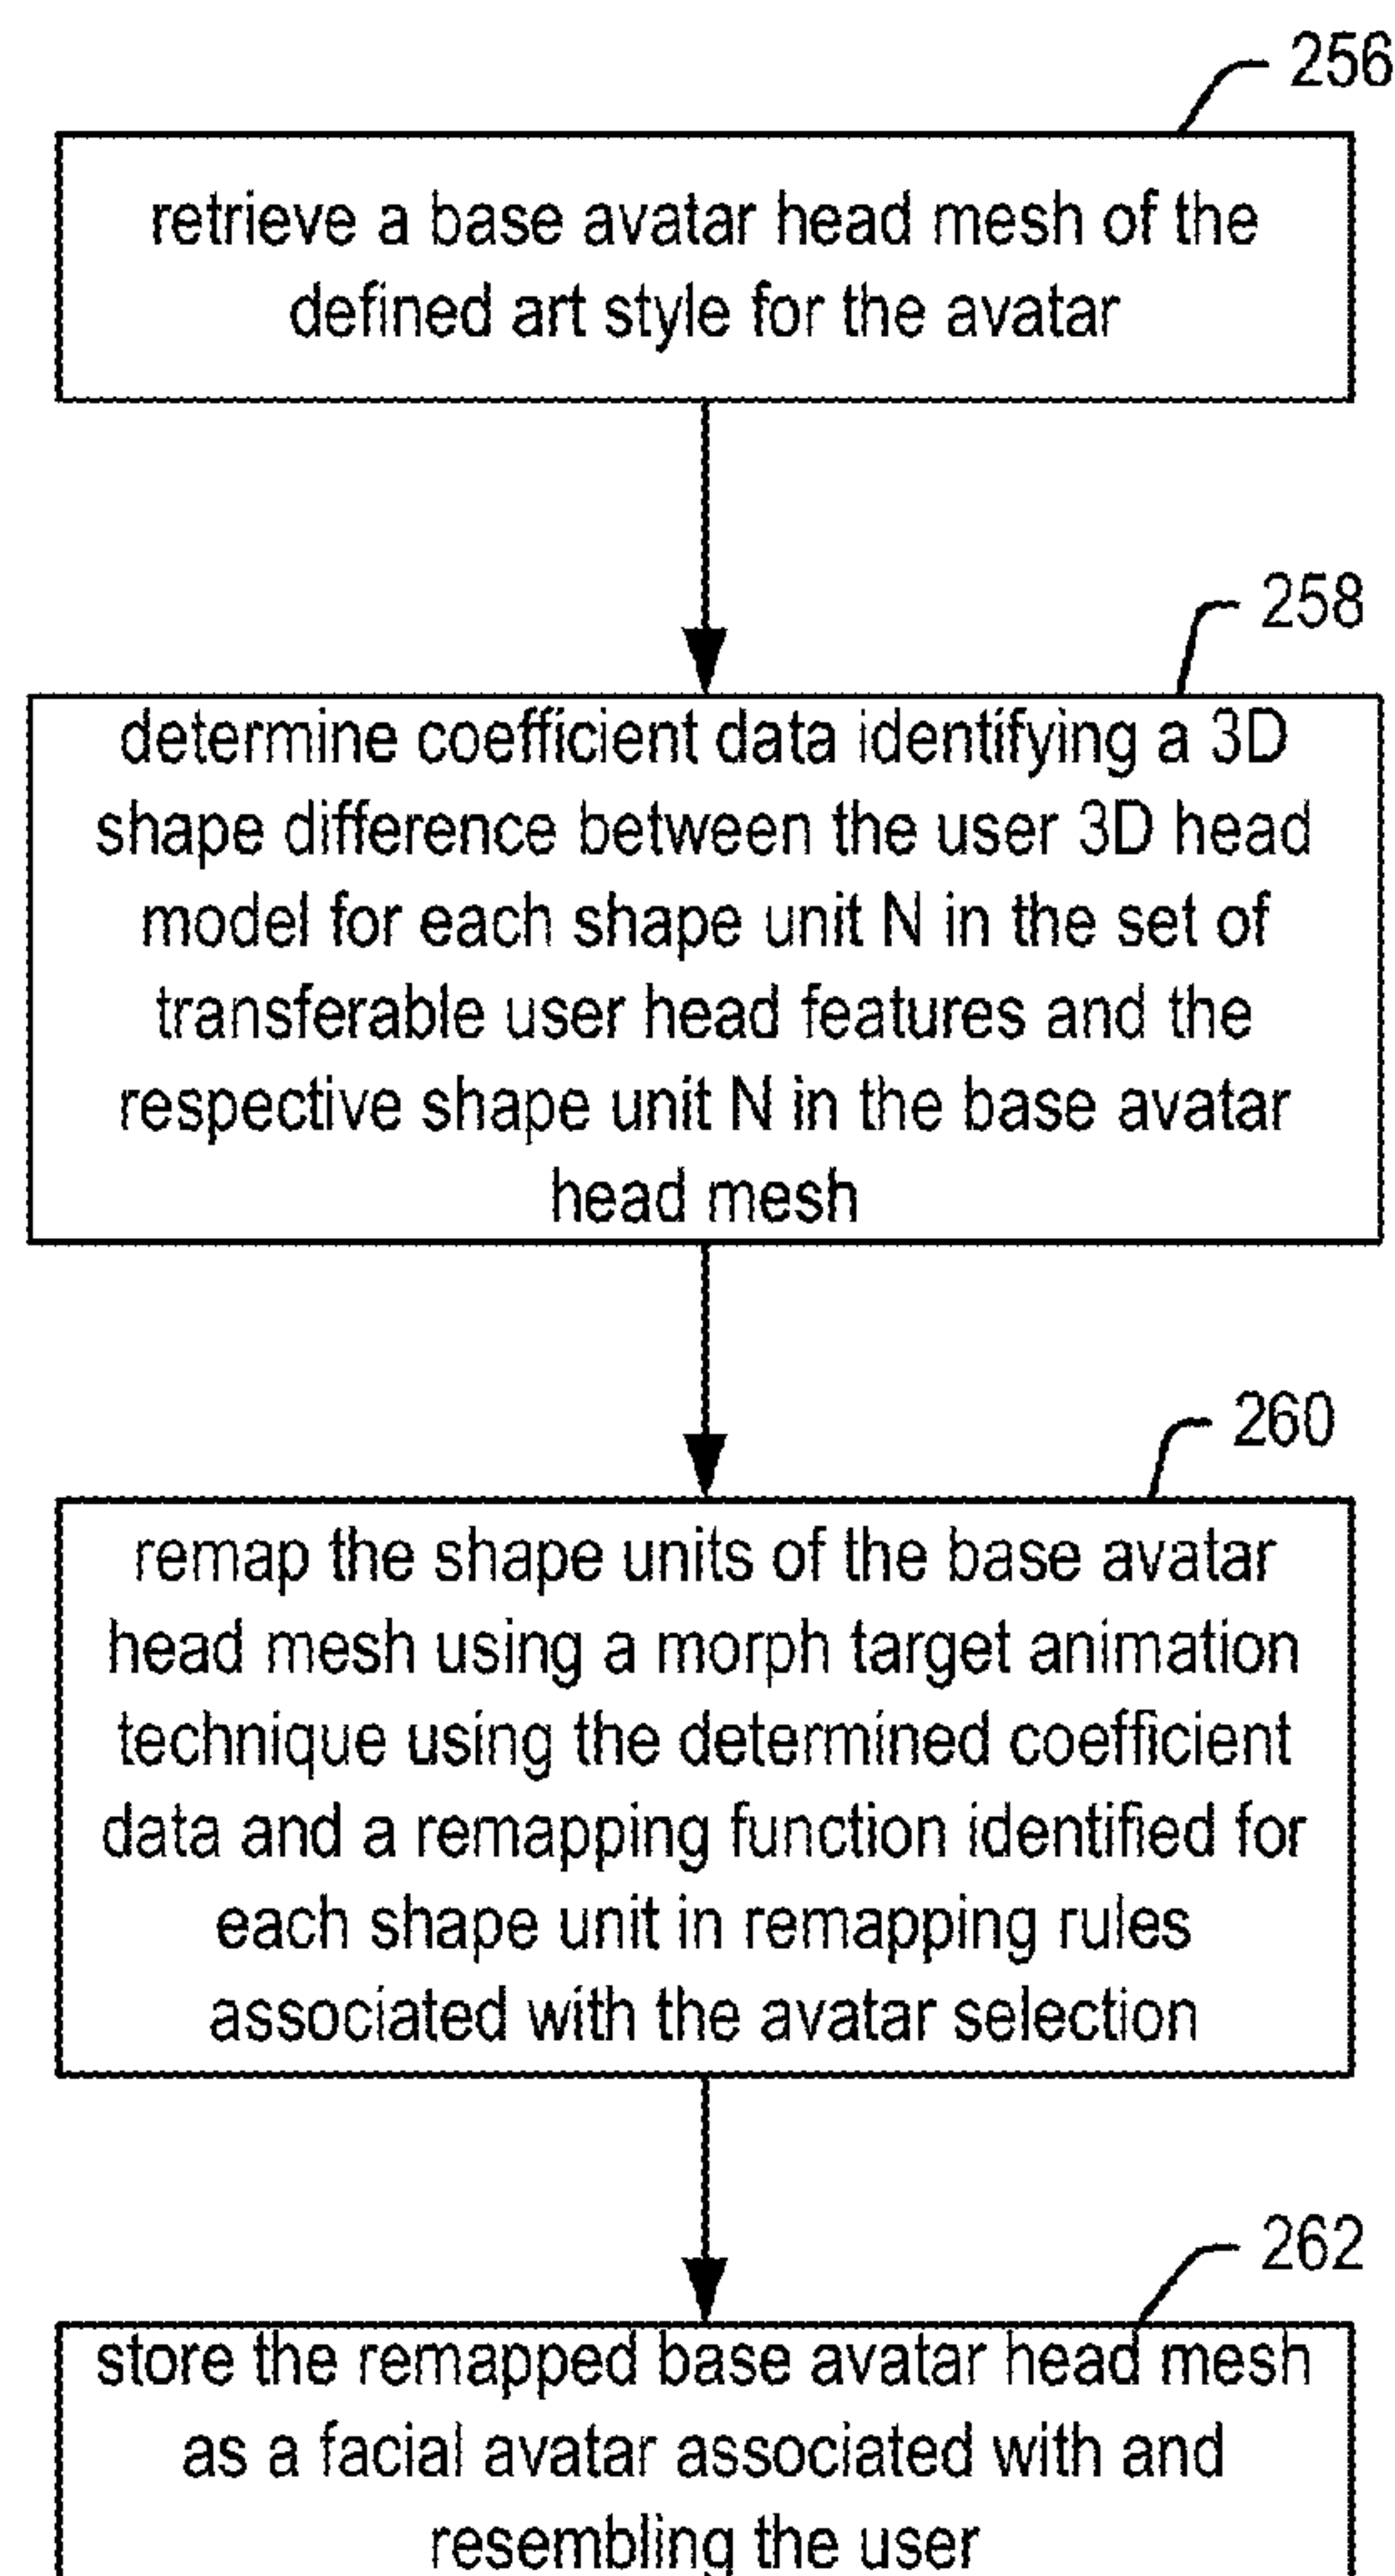 256
retrieve a base avatar head mesh of the
defined art style for the avatar
258
determine coefficient data identifying a 3D
shape difference between the user 3D head
model for each shape unit N in the set of
transferable user head features and the
respective shape unit N in the base avatar
head mesh
260
remap the shape units of the base avatar
head mesh using a morph target animation
technique using the determined coefficient
data and a remapping function identified for
each shape unit in remapping rules
associated with the avatar selection
262
store the remapped base avatar head mesh
as a facial avatar associated with and
resembling the user